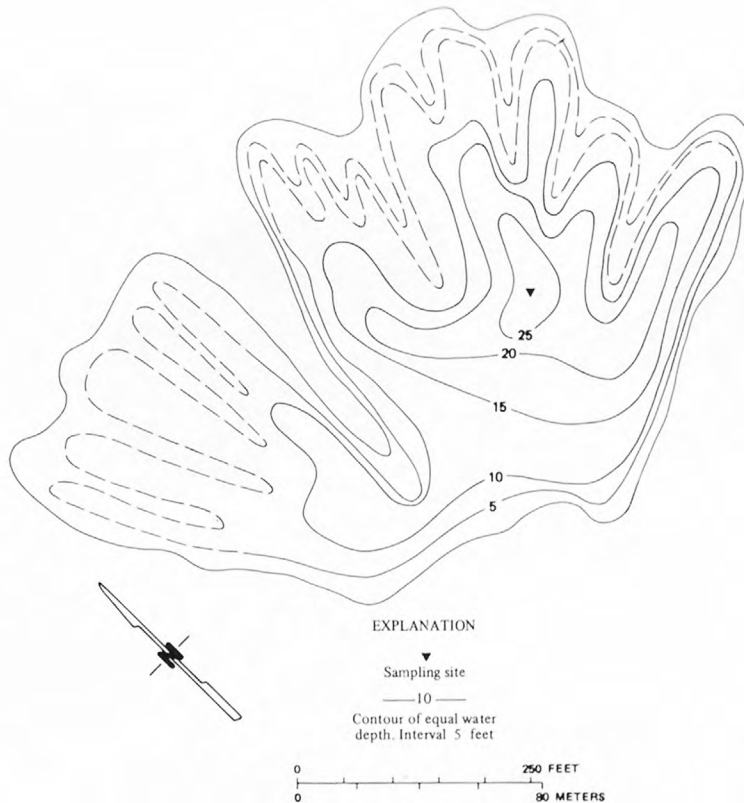 25
20
15
10
5
N
EXPLANATION
Sampling site
10
Contour of equal water
depth. Interval 5 feet
0 250 FEET
0 80 METERS